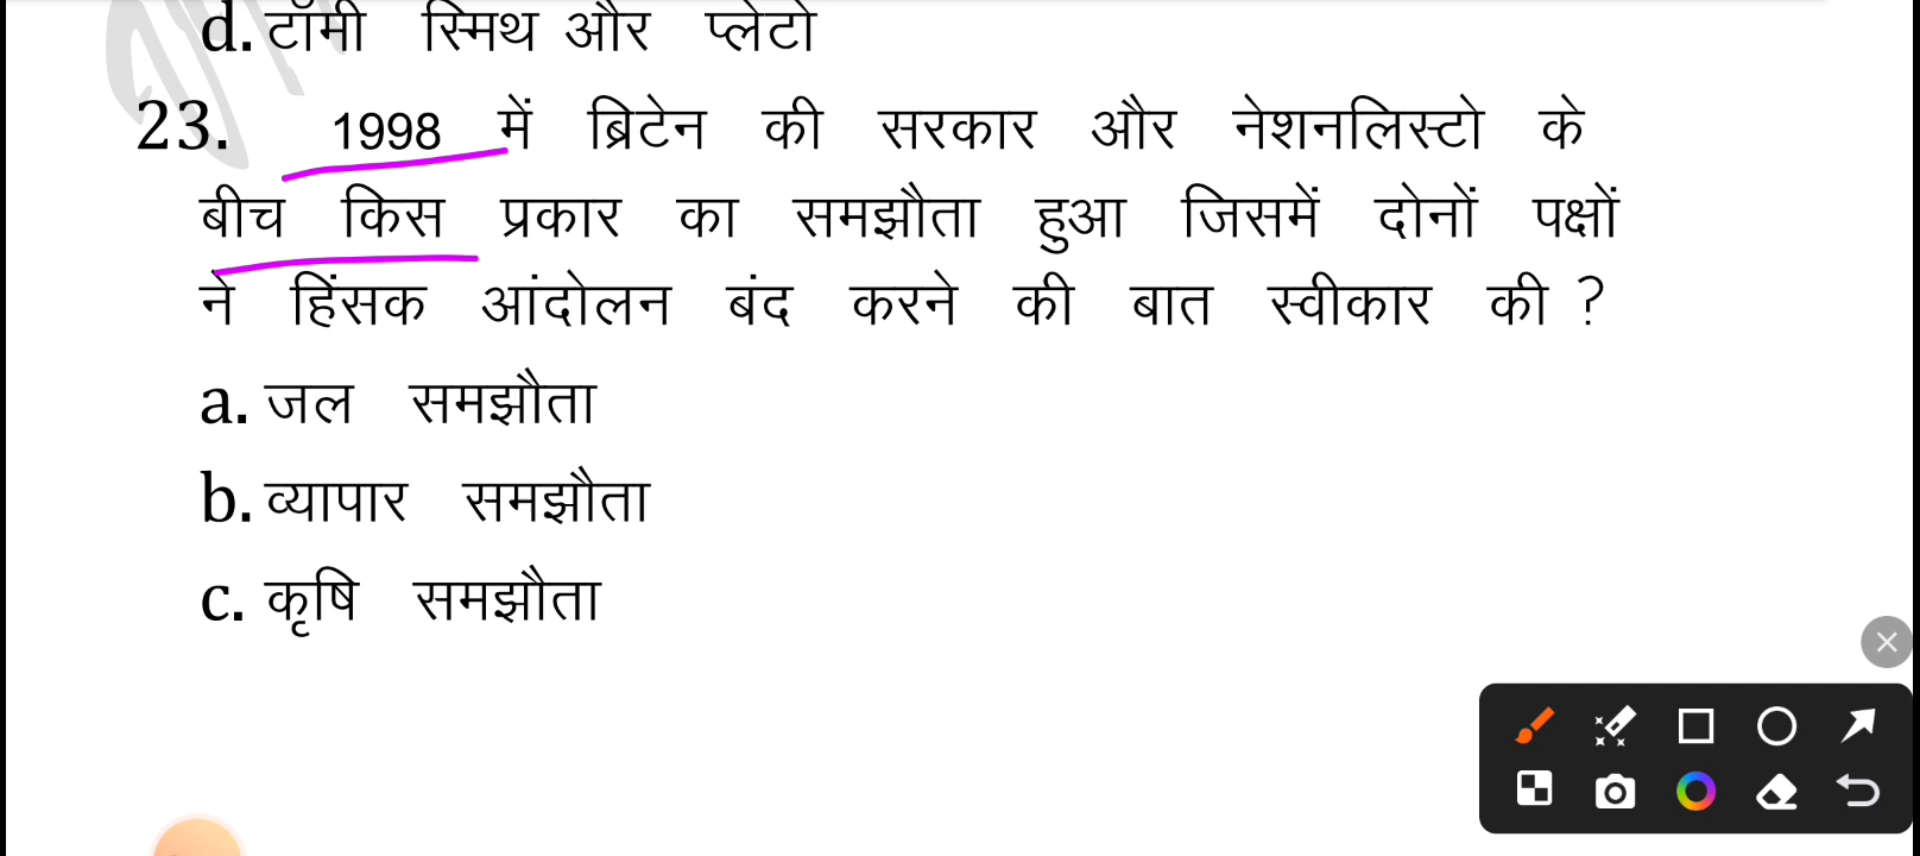 d. टॉमी स्मिथ और प्लेटो
23. 1998 में ब्रिटेन की सरकार और नेशनलिस्टो के
बीच किस प्रकार का समझौता हुआ जिसमें दोनों पक्षों
ने हिंसक आंदोलन बंद करने की बात स्वीकार की ?
a. जल समझौता
b. व्यापार समझौता
c. कृषि समझौता